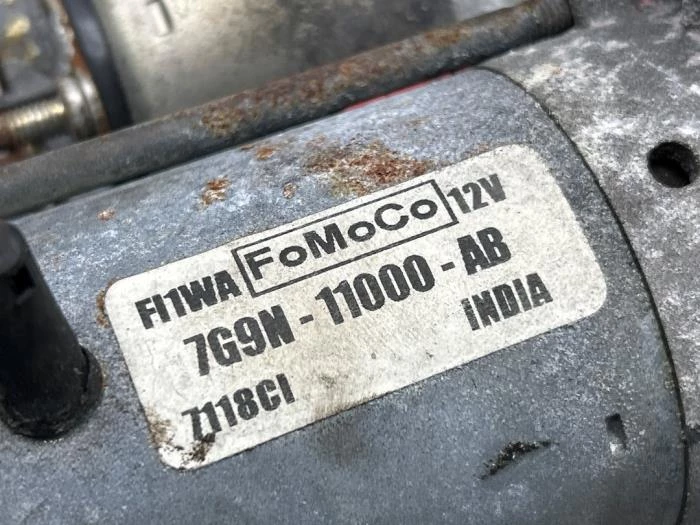 FI1WA FoMoCo 12V
7G9N - 11000 - AB
7118CI INDIA